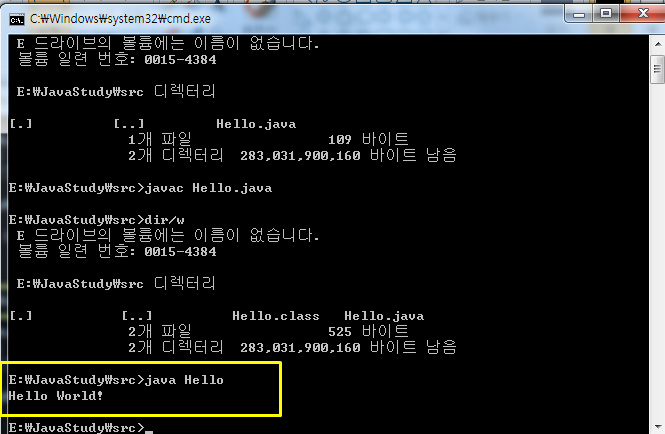 C:₩Windows₩system32₩cmd.exe
E 드라이브의 볼륨에는 이름이 없습니다.
볼륨 일련 번호: 0015-4384
E:₩JavaStudy₩src 디렉터리
[.] [..] Hello.java
1개 파일 109 바이트
2개 디렉터리 283,031,900,160 바이트 남음
E:₩JavaStudy₩src>javac Hello.java
E:₩JavaStudy₩src>dir/w
E 드라이브의 볼륨에는 이름이 없습니다.
볼륨 일련 번호: 0015-4384
E:₩JavaStudy₩src 디렉터리
[.] [..] Hello.class Hello.java
2개 파일 525 바이트
2개 디렉터리 283,031,900,160 바이트 남음
E:₩JavaStudy₩src>java Hello
Hello World!
E:₩JavaStudy₩src>_